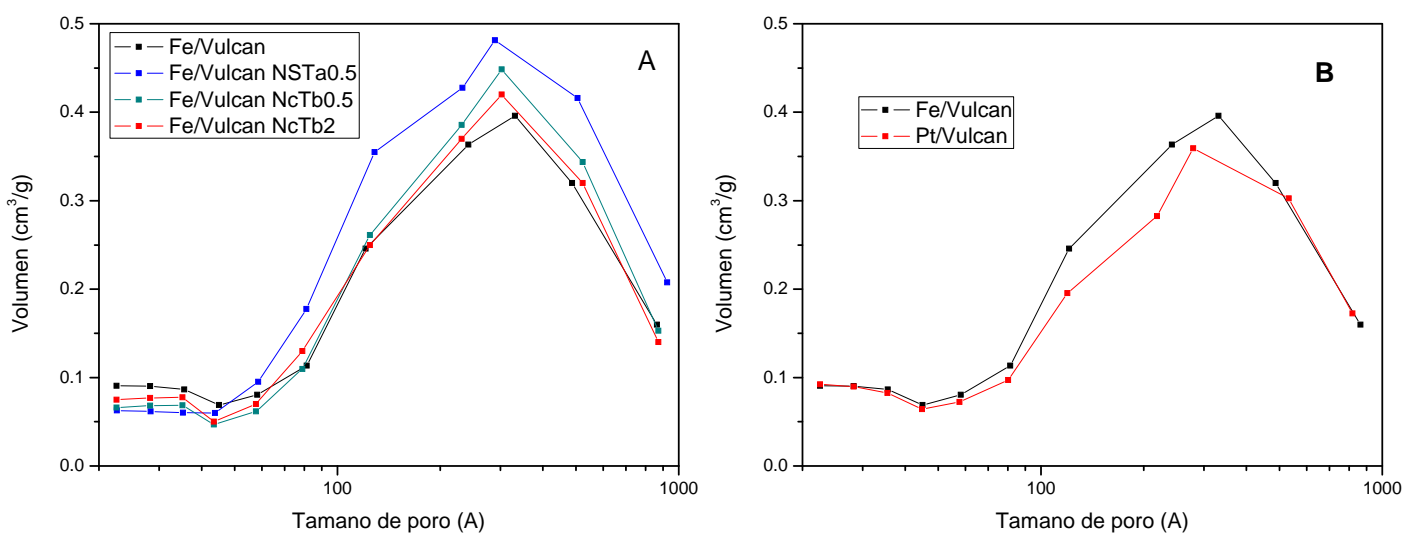 A
Fe/Vulcan
Fe/Vulcan NSTa0.5
Fe/Vulcan NcTb0.5
Fe/Vulcan NcTb2
Volumen (cm³/g)
0.5
0.4
0.3
0.2
0.1
0.0
100
1000
Tamano de poro (A)
B
Fe/Vulcan
Pt/Vulcan
Volumen (cm³/g)
0.5
0.4
0.3
0.2
0.1
0.0
100
1000
Tamano de poro (A)